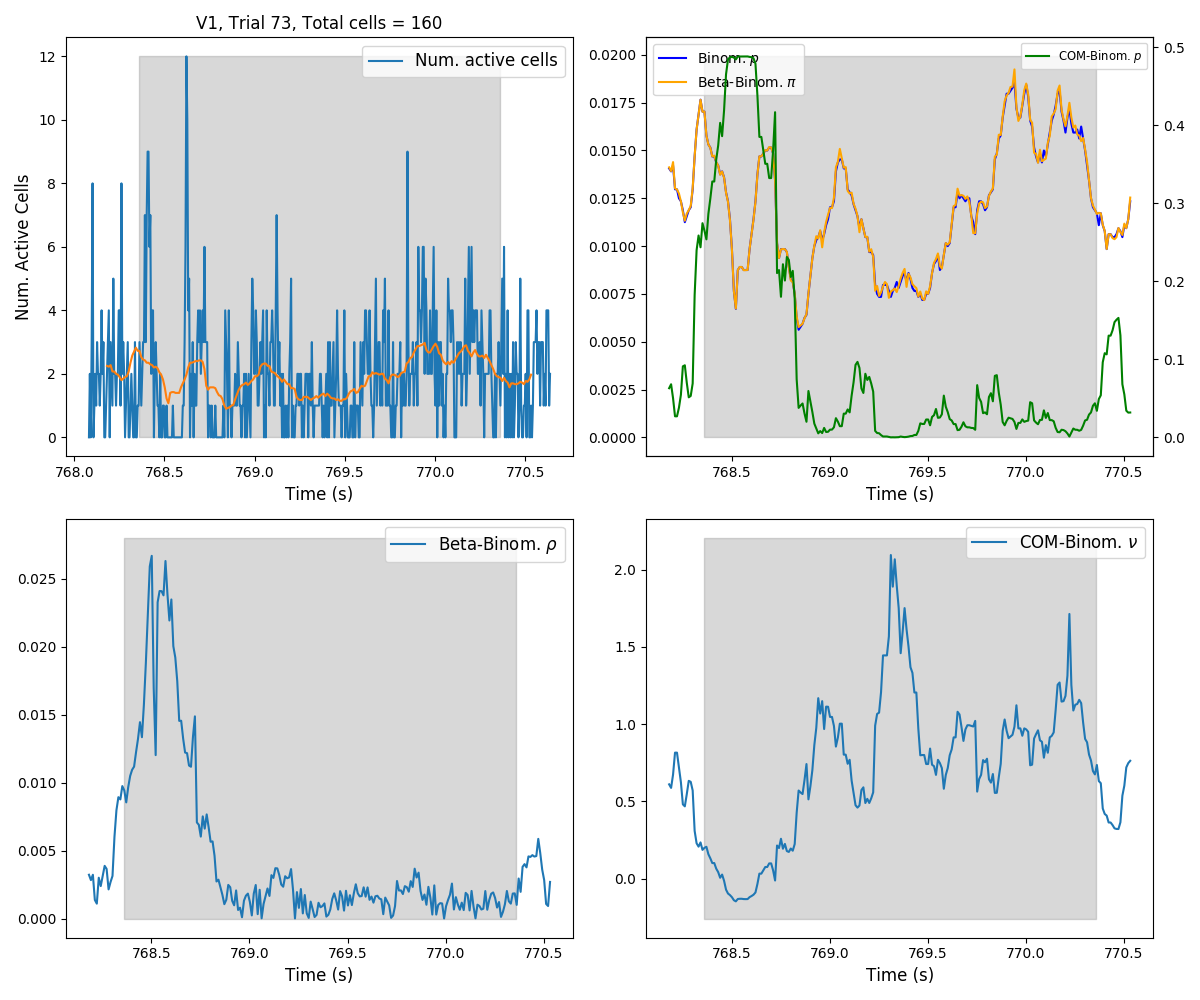 V1, Trial 73, Total cells = 160
Num. active cells
Num. Active Cells
12
10
8
6
4
2
0
768.0 768.5 769.0 769.5 770.0 770.5
Time (s)
Binom. p
Beta-Binom. π
COM-Binom. p
0.0200
0.0175
0.0150
0.0125
0.0100
0.0075
0.0050
0.0025
0.0000
0.5
0.4
0.3
0.2
0.1
0.0
768.5 769.0 769.5 770.0 770.5
Time (s)
Beta-Binom. ρ
0.025
0.020
0.015
0.010
0.005
0.000
768.5 769.0 769.5 770.0 770.5
Time (s)
COM-Binom. ν
2.0
1.5
1.0
0.5
0.0
768.5 769.0 769.5 770.0 770.5
Time (s)